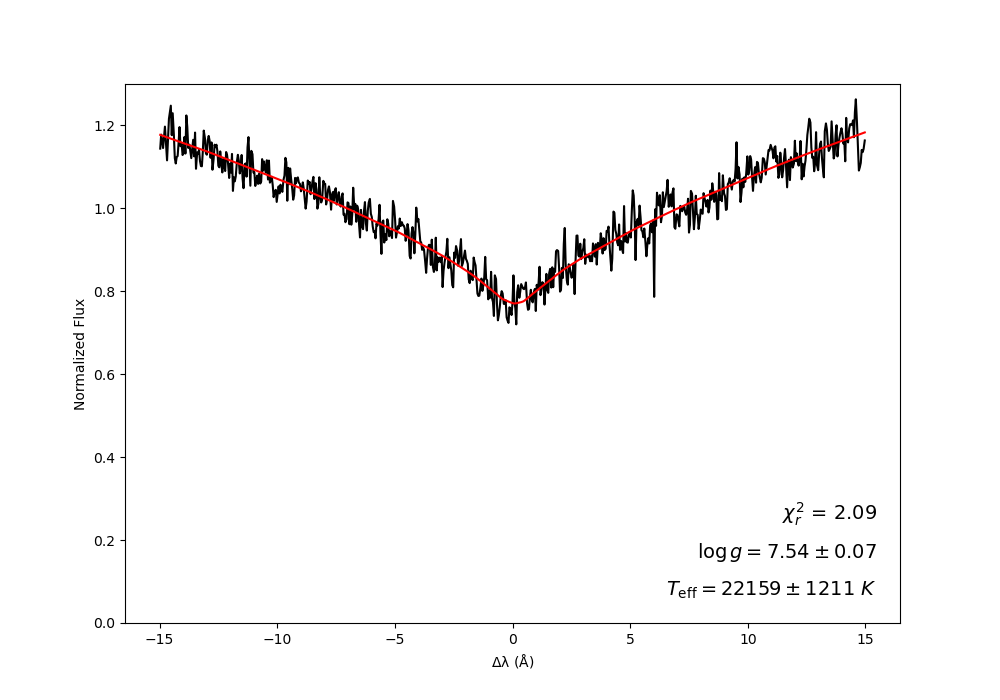 1.2
1.0
0.8
0.6
0.4
0.2
0.0
Normalized Flux
χ²ᵣ = 2.09
log g = 7.54 ± 0.07
T_eff = 22159 ± 1211 K
−15 −10 −5 0 5 10 15
Δλ (Å)